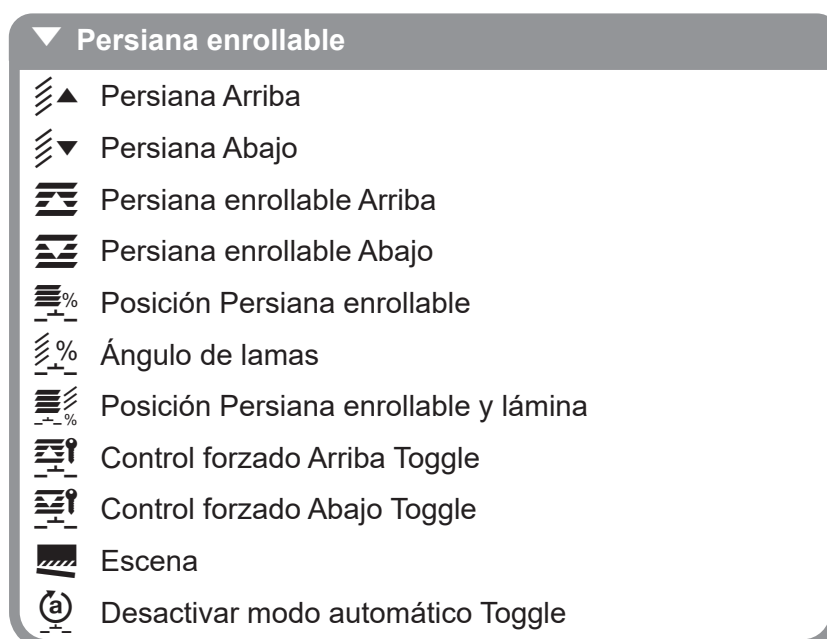 Persiana enrollable
Persiana Arriba
Persiana Abajo
Persiana enrollable Arriba
Persiana enrollable Abajo
% Posición Persiana enrollable
% Ángulo de lamas
% Posición Persiana enrollable y lámina
Control forzado Arriba Toggle
Control forzado Abajo Toggle
Escena
a Desactivar modo automático Toggle